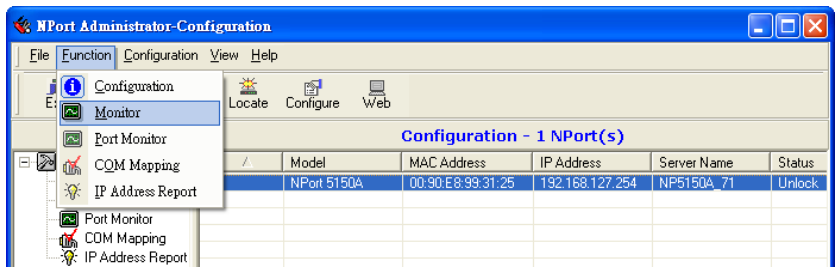 NPort Administrator-Configuration
File Function Configuration View Help
Configuration
Monitor
Port Monitor
COM Mapping
IP Address Report
Locate Configure Web
Configuration - 1 NPort(s)
Model MAC Address IP Address Server Name Status
NPort 5150A 00:90:E8:99:31:25 192.168.127.254 NP5150A_71 Unlock
Port Monitor
COM Mapping
IP Address Report